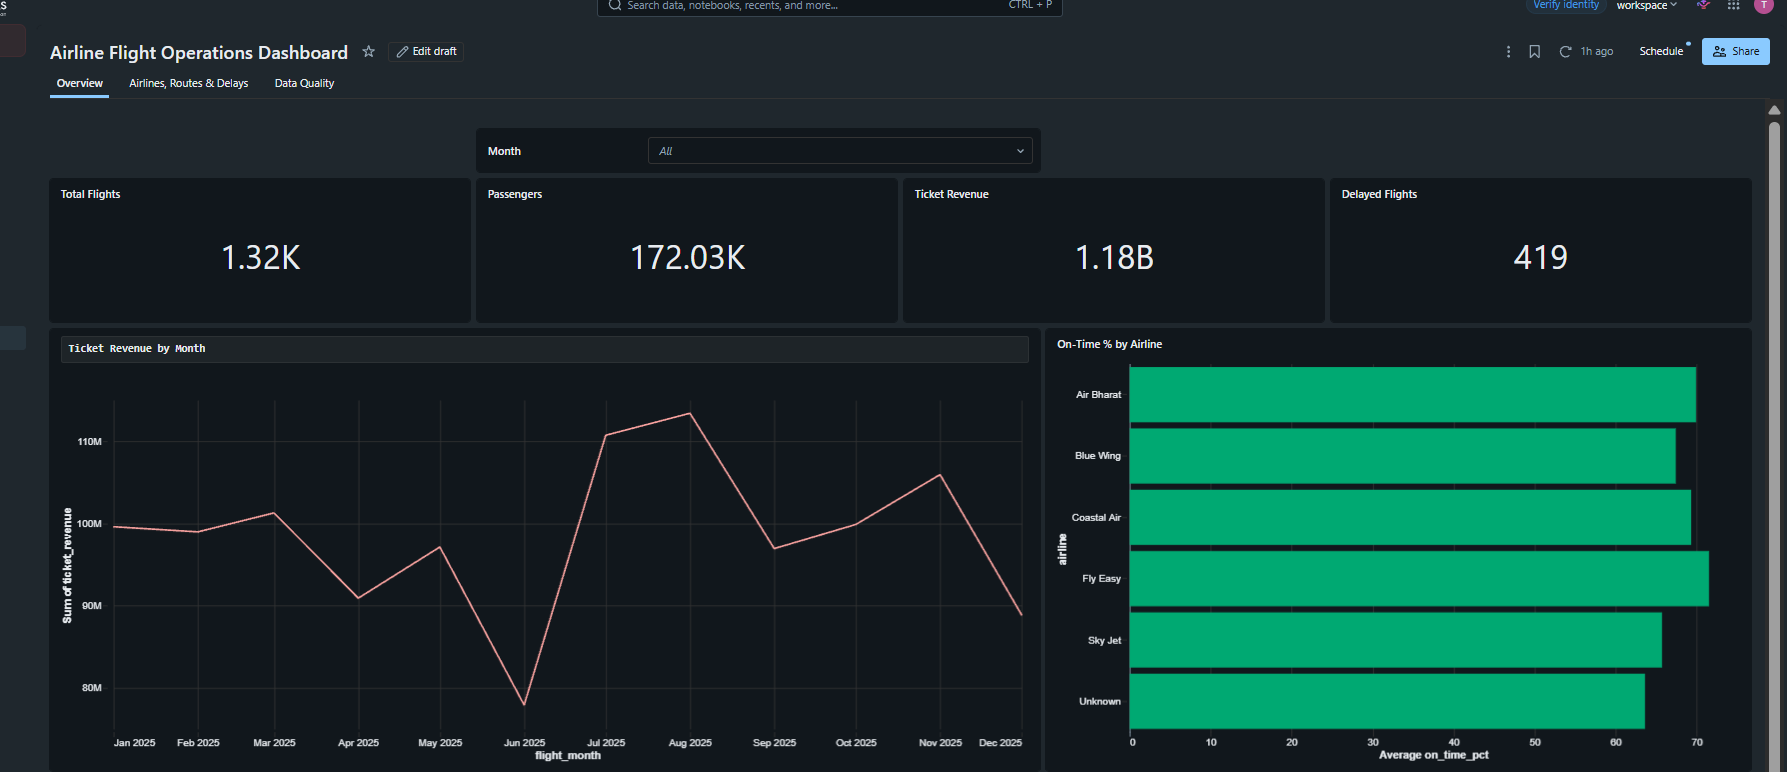 Search data, notebooks, recents, and more...
CTRL + P
Verify identity
workspace
T
Airline Flight Operations Dashboard
Edit draft
1h ago
Schedule
Share
Overview
Airlines, Routes & Delays
Data Quality
Month
All
Total Flights
Passengers
Ticket Revenue
Delayed Flights
1.32K
172.03K
1.18B
419
Ticket Revenue by Month
110M
100M
90M
80M
Sum of ticket_revenue
Jan 2025
Feb 2025
Mar 2025
Apr 2025
May 2025
Jun 2025
Jul 2025
Aug 2025
Sep 2025
Oct 2025
Nov 2025
Dec 2025
flight_month
On-Time % by Airline
Air Bharat
Blue Wing
Coastal Air
Fly Easy
Sky Jet
Unknown
airline
0
10
20
30
40
50
60
70
Average on_time_pct